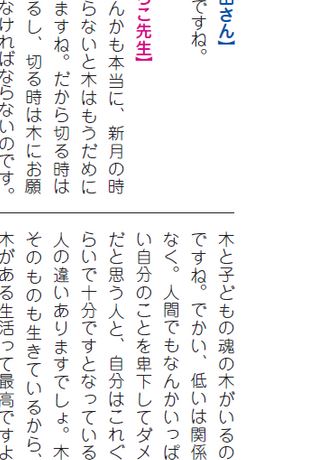 さん】
ですね。
っこ先生】
んかも本当に、新月の時
らないと木はもうだめに
ますね。だから切る時は
るし、切る時は木にお願
なければならないのです。
木と子どもの魂の木がいるの
ですね。でかい、低いは関係
なく。人間でもなんかいっぱ
い自分のことを卑下してダメ
だと思う人と、自分はこれぐ
らいで十分ですとなっている
人の違いありますでしょ。木
そのものも生きているから、
木がある生活って最高ですよ